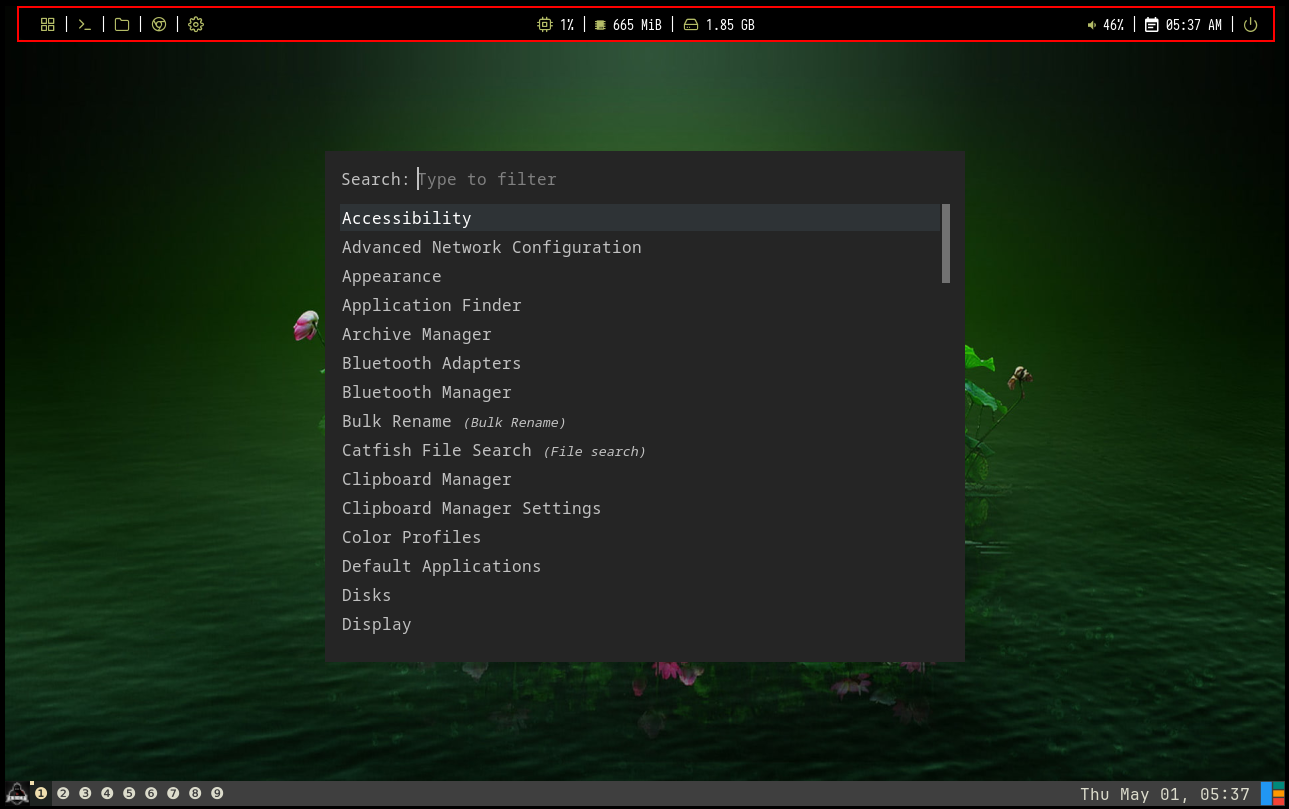 1% 665 MiB 1.85 GB 46% 05:37 AM
Search: Type to filter
Accessibility
Advanced Network Configuration
Appearance
Application Finder
Archive Manager
Bluetooth Adapters
Bluetooth Manager
Bulk Rename (Bulk Rename)
Catfish File Search (File search)
Clipboard Manager
Clipboard Manager Settings
Color Profiles
Default Applications
Disks
Display
1 2 3 4 5 6 7 8 9 Thu May 01, 05:37